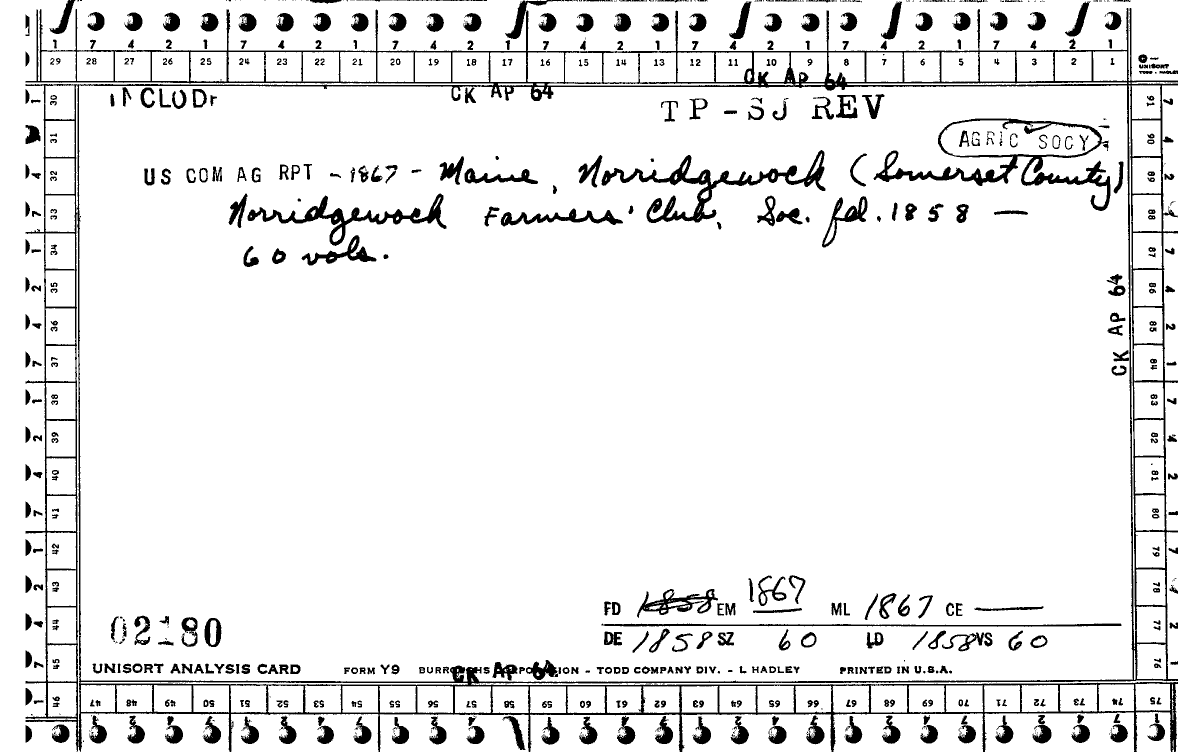 7 4 2 1 7 4 2 1 7 4 2 1 7 4 2 1 7 4 2 1 7 4 2 1 7 4 2 1
29 28 27 26 25 24 23 22 21 20 19 18 17 16 15 14 13 12 11 10 9 8 7 6 5 4 3 2 1
UNISORT
TODD - HADLEY
CK AP 64
CK AP 64
INCLUD
TP-SJ REV
AGRIC SOCY
US COM AG RPT - 1867 - Maine, Norridgewock (Somerset County)
Norridgewock Farmers' Club, Soc. fd. 1858 —
60 vols.
CK AP 64
30 31 32 33 34 35 36 37 38 39 40 41 42 43 44 45 46
91 90 89 88 87 86 85 84 83 82 81 80 79 78 77 76 75
FD 1858 EM 1867 ML 1867 CE —
DE 1858 SZ 60 LD 1858 VS 60
02180
UNISORT ANALYSIS CARD FORM Y9 BURROUGHS CORPORATION - TODD COMPANY DIV. - L HADLEY PRINTED IN U.S.A.
CK AP 64
47 48 49 50 51 52 53 54 55 56 57 58 59 60 61 62 63 64 65 66 67 68 69 70 71 72 73 74